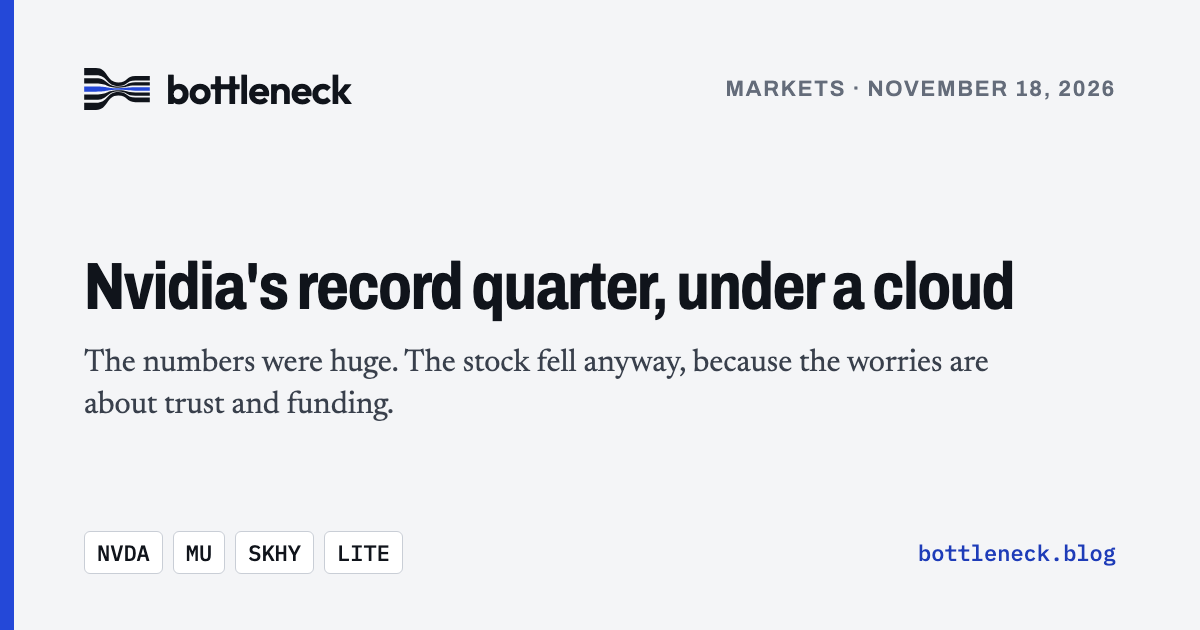 bottleneck
MARKETS · NOVEMBER 18, 2026
Nvidia's record quarter, under a cloud
The numbers were huge. The stock fell anyway, because the worries are
about trust and funding.
NVDA MU SKHY LITE
bottleneck.blog